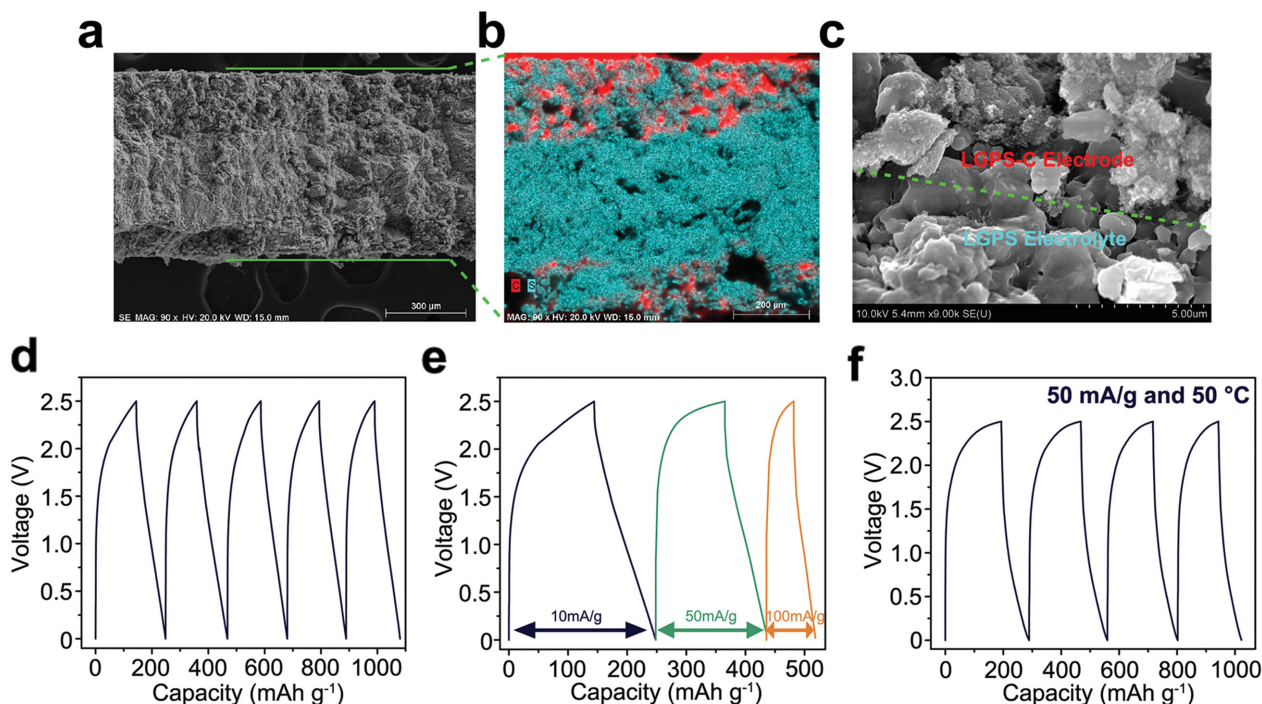 a
b
c
SE MAG: 90 x HV: 20.0 kV WD: 15.0 mm
300 µm
C S
MAG: 90 x HV: 20.0 kV WD: 15.0 mm
200 µm
LGPS-C Electrode
LGPS Electrolyte
10.0kV 5.4mm x9.00k SE(U)
5.00um
d
Voltage (V)
2.5
2.0
1.5
1.0
0.5
0
0 200 400 600 800 1000
Capacity (mAh g⁻¹)
e
Voltage (V)
2.5
2.0
1.5
1.0
0.5
0
10mA/g
50mA/g
100mA/g
0 100 200 300 400 500
Capacity (mAh g⁻¹)
f
50 mA/g and 50 °C
Voltage (V)
3.0
2.5
2.0
1.5
1.0
0.5
0
0 200 400 600 800 1000
Capacity (mAh g⁻¹)